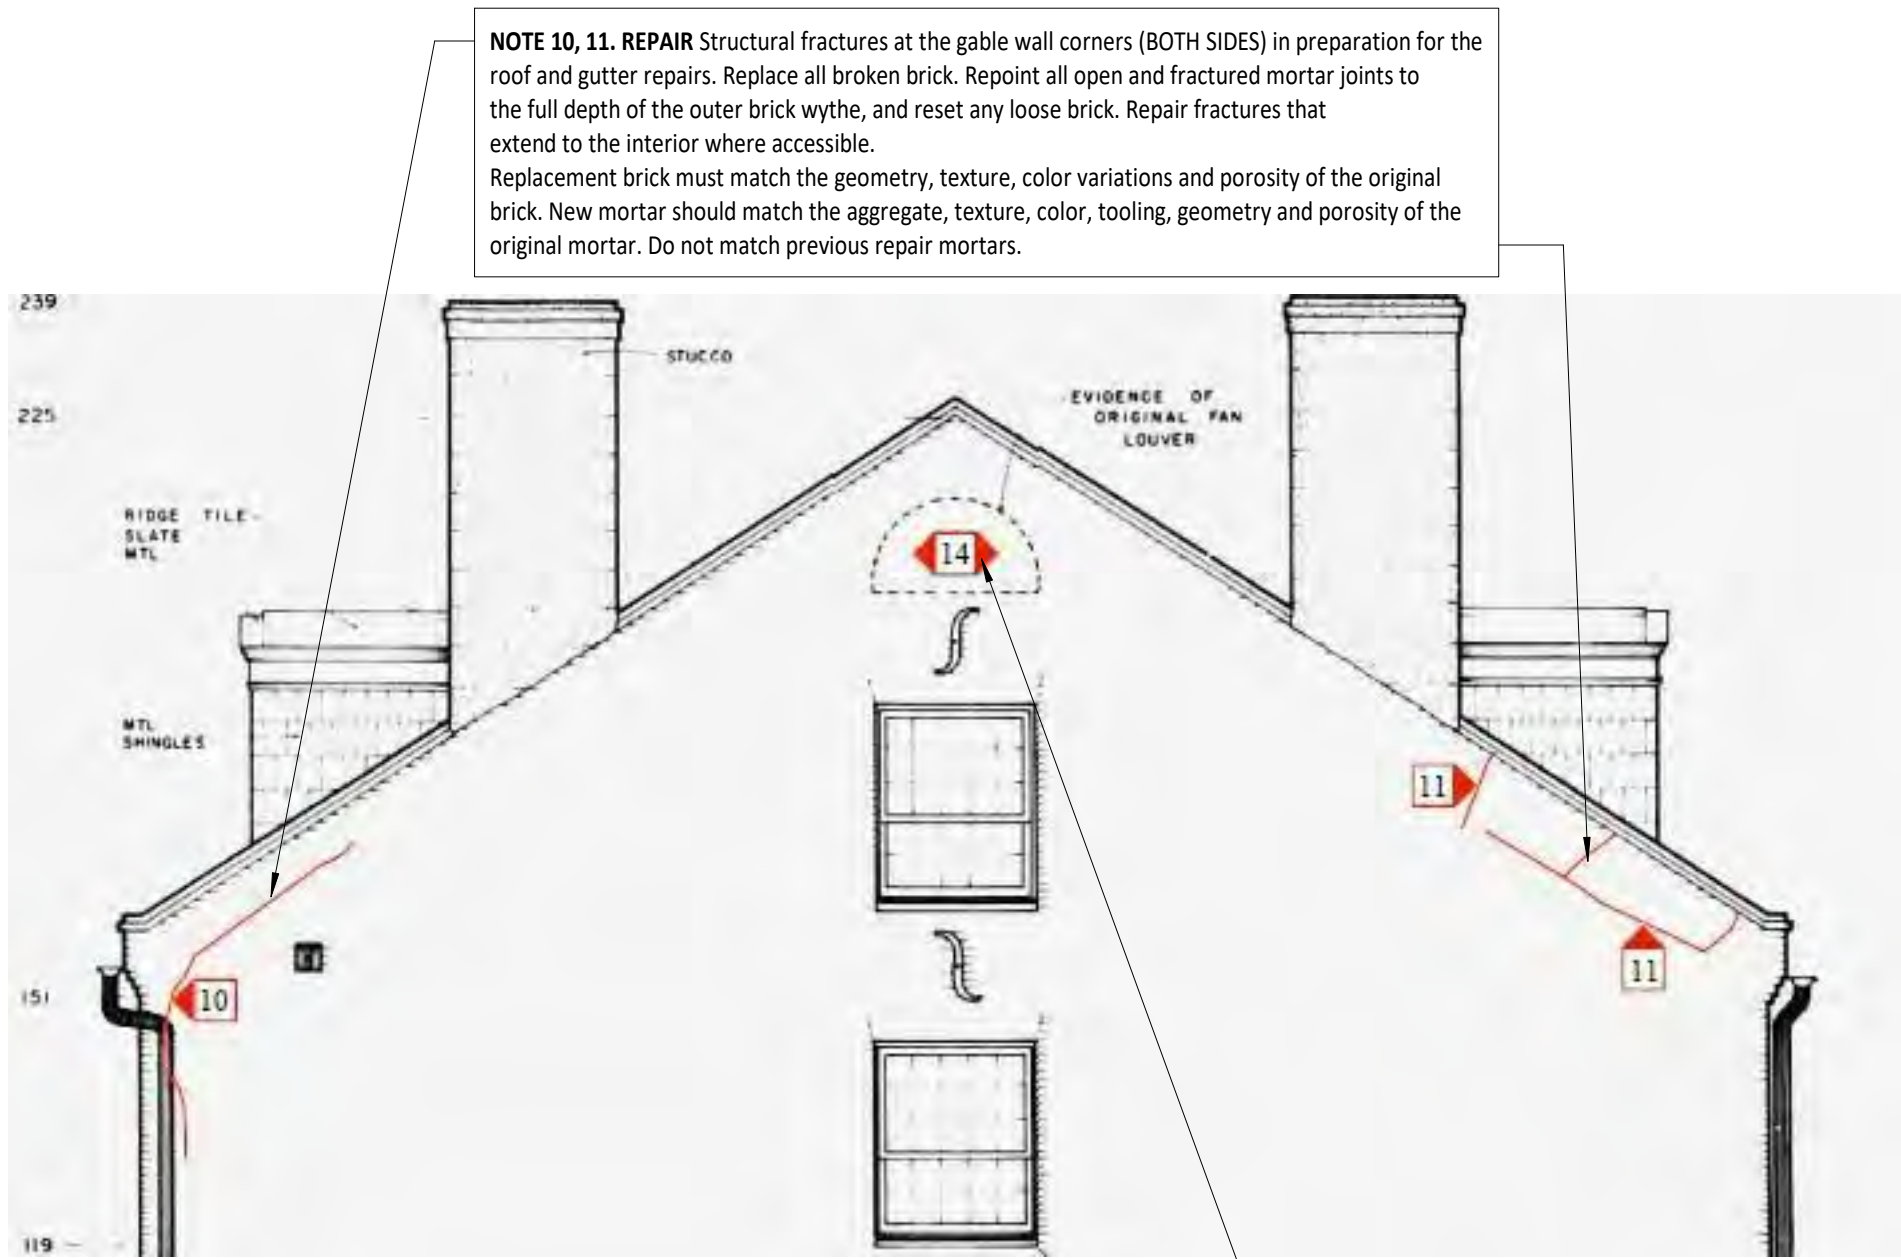 NOTE 10, 11. REPAIR Structural fractures at the gable wall corners (BOTH SIDES) in preparation for the
roof and gutter repairs. Replace all broken brick. Repoint all open and fractured mortar joints to
the full depth of the outer brick wythe, and reset any loose brick. Repair fractures that
extend to the interior where accessible.
Replacement brick must match the geometry, texture, color variations and porosity of the original
brick. New mortar should match the aggregate, texture, color, tooling, geometry and porosity of the
original mortar. Do not match previous repair mortars.
239
STUCCO
EVIDENCE OF
ORIGINAL FAN
LOUVER
225
RIDGE TILE-
SLATE
MTL
14
MTL
SHINGLES
11
11
151
10
119